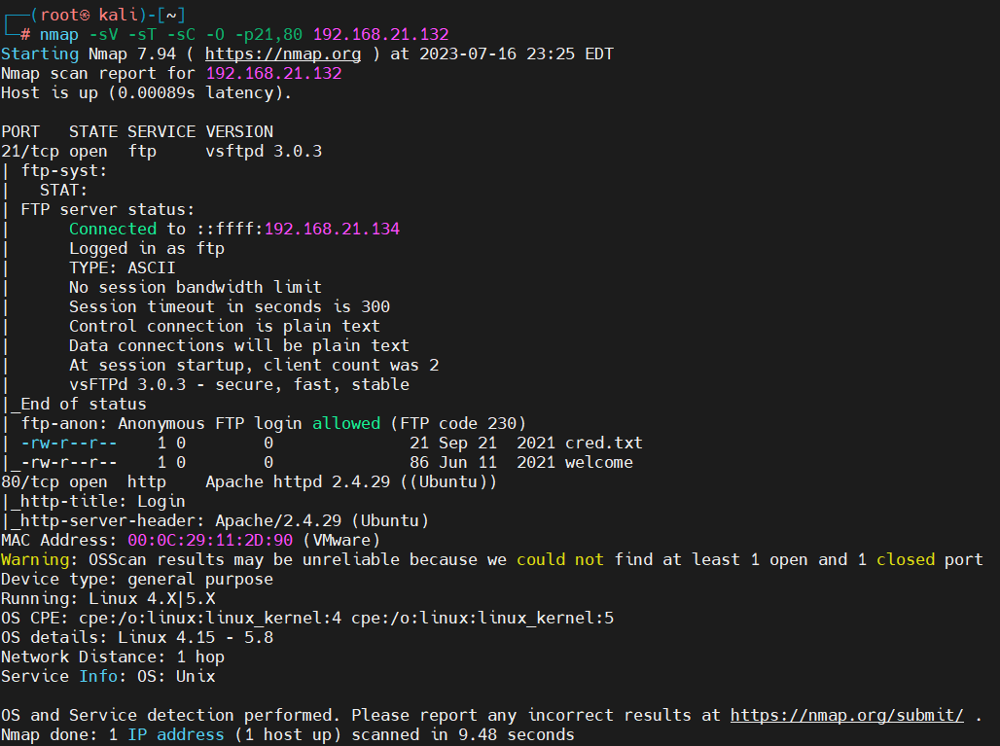 ┌──(root㉿ kali)-[~]
└─# nmap -sV -sT -sC -O -p21,80 192.168.21.132
Starting Nmap 7.94 ( https://nmap.org ) at 2023-07-16 23:25 EDT
Nmap scan report for 192.168.21.132
Host is up (0.00089s latency).

PORT   STATE SERVICE VERSION
21/tcp open  ftp     vsftpd 3.0.3
| ftp-syst:
|   STAT:
| FTP server status:
|      Connected to ::ffff:192.168.21.134
|      Logged in as ftp
|      TYPE: ASCII
|      No session bandwidth limit
|      Session timeout in seconds is 300
|      Control connection is plain text
|      Data connections will be plain text
|      At session startup, client count was 2
|      vsFTPd 3.0.3 - secure, fast, stable
|_End of status
| ftp-anon: Anonymous FTP login allowed (FTP code 230)
| -rw-r--r--    1 0        0              21 Sep 21  2021 cred.txt
|_-rw-r--r--    1 0        0              86 Jun 11  2021 welcome
80/tcp open  http    Apache httpd 2.4.29 ((Ubuntu))
|_http-title: Login
|_http-server-header: Apache/2.4.29 (Ubuntu)
MAC Address: 00:0C:29:11:2D:90 (VMware)
Warning: OSScan results may be unreliable because we could not find at least 1 open and 1 closed port
Device type: general purpose
Running: Linux 4.X|5.X
OS CPE: cpe:/o:linux:linux_kernel:4 cpe:/o:linux:linux_kernel:5
OS details: Linux 4.15 - 5.8
Network Distance: 1 hop
Service Info: OS: Unix

OS and Service detection performed. Please report any incorrect results at https://nmap.org/submit/ .
Nmap done: 1 IP address (1 host up) scanned in 9.48 seconds